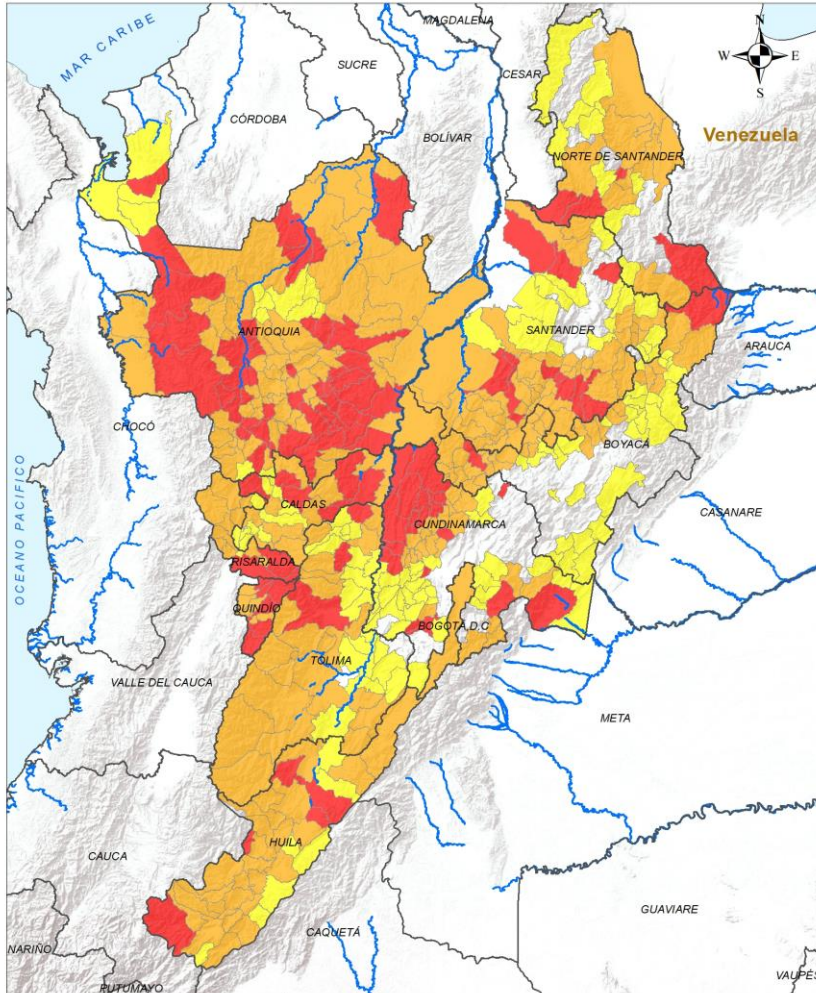 MAGDALENA
N
MAR CARIBE
SUCRE
CESAR
W
E
CÓRDOBA
S
BOLÍVAR
Venezuela
NORTE DE SANTANDER
ANTIOQUIA
SANTANDER
ARAUCA
CHOCÓ
BOYACÁ
CALDAS
CASANARE
CUNDINAMARCA
OCEANO PACIFICO
RISARALDA
QUINDÍO
BOGOTÁ, D.C
TOLIMA
VALLE DEL CAUCA
META
HUILA
CAUCA
GUAVIARE
CAQUETÁ
NARIÑO
PUTUMAYO
VAUPÉS